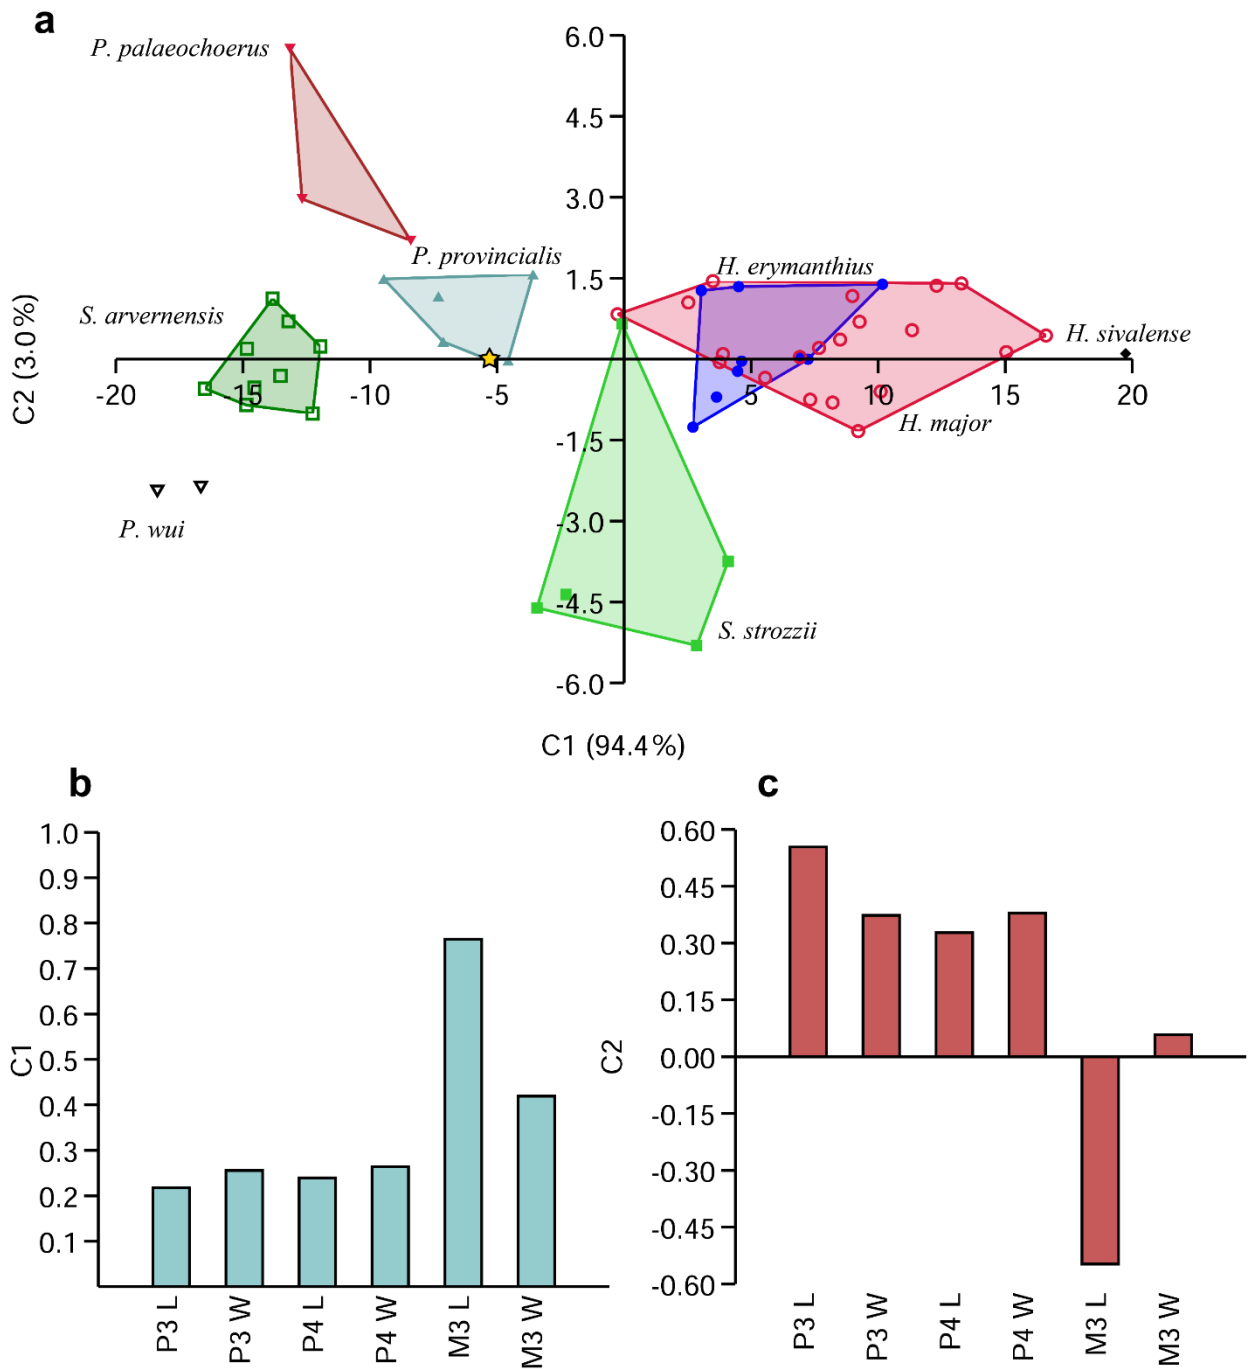 a
P. palaeochoerus
6.0
4.5
3.0
P. provincialis
1.5
H. erymanthius
S. arvernensis
H. sivalense
C2 (3.0%)
-20
-15
-10
-5
5
10
15
20
H. major
-1.5
P. wui
-3.0
-4.5
S. strozzii
-6.0
C1 (94.4%)
b
1.0
0.9
0.8
0.7
0.6
0.5
0.4
0.3
0.2
0.1
C1
P3 L
P3 W
P4 L
P4 W
M3 L
M3 W
c
0.60
0.45
0.30
0.15
0.00
-0.15
-0.30
-0.45
-0.60
C2
P3 L
P3 W
P4 L
P4 W
M3 L
M3 W